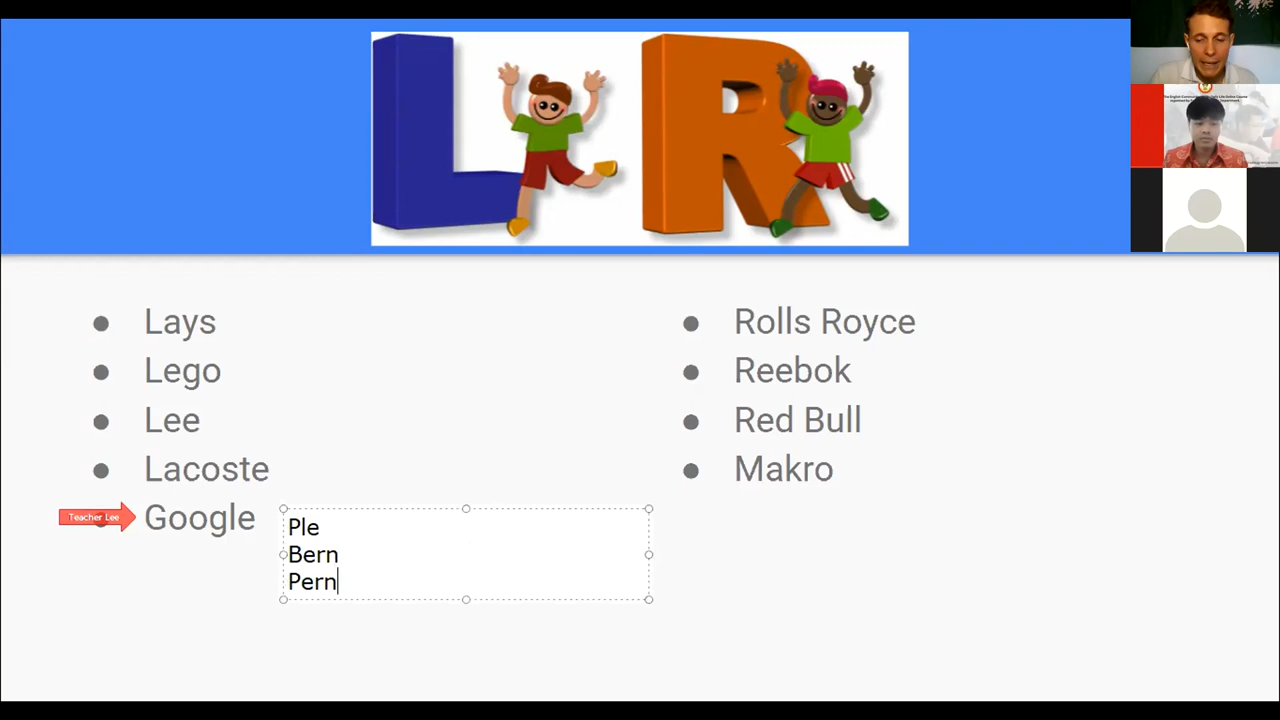 L R
Lays
Lego
Lee
Lacoste
Teacher Lee
Google
Ple
Bern
Pern
Rolls Royce
Reebok
Red Bull
Makro